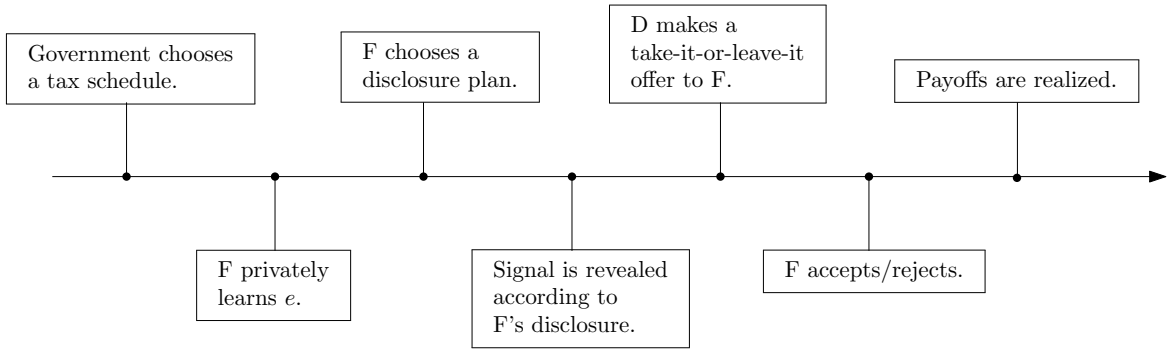 Government chooses
a tax schedule.
F privately
learns e.
F chooses a
disclosure plan.
Signal is revealed
according to
F's disclosure.
D makes a
take-it-or-leave-it
offer to F.
F accepts/rejects.
Payoffs are realized.